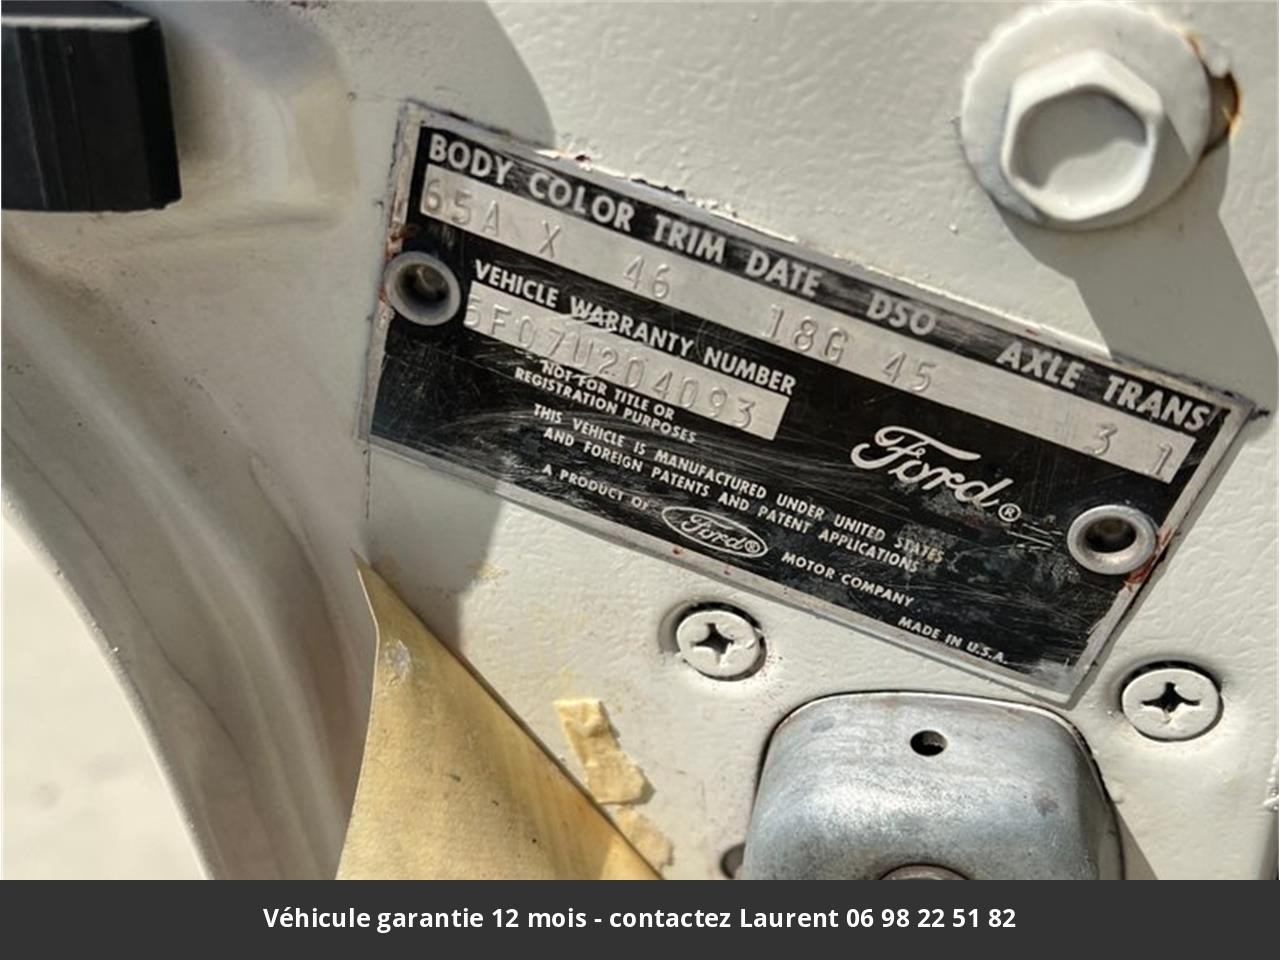 BODY COLOR TRIM DATE DSO AXLE TRANS
65A X 46 18G 45 3 1
VEHICLE WARRANTY NUMBER
5F07U204093
NOT FOR TITLE OR
REGISTRATION PURPOSES
THIS VEHICLE IS MANUFACTURED UNDER UNITED STATES
AND FOREIGN PATENTS AND PATENT APPLICATIONS
Ford®
A PRODUCT OF Ford® MOTOR COMPANY
MADE IN U.S.A.
Véhicule garantie 12 mois - contactez Laurent 06 98 22 51 82